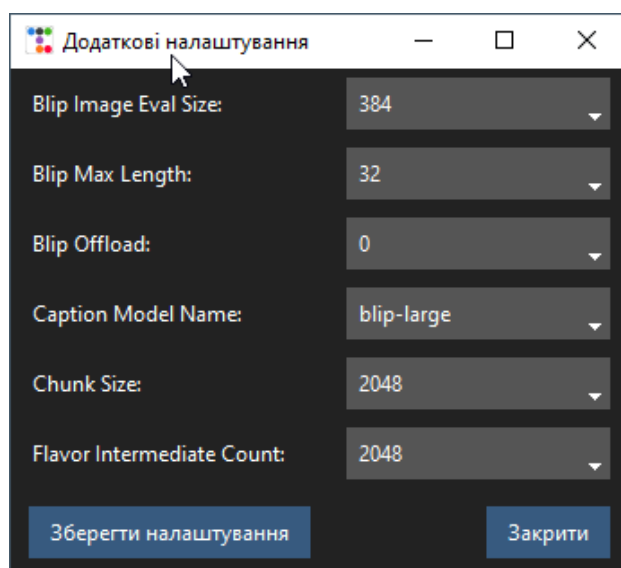 Додаткові налаштування
Blip Image Eval Size: 384
Blip Max Length: 32
Blip Offload: 0
Caption Model Name: blip-large
Chunk Size: 2048
Flavor Intermediate Count: 2048
Зберегти налаштування Закрити